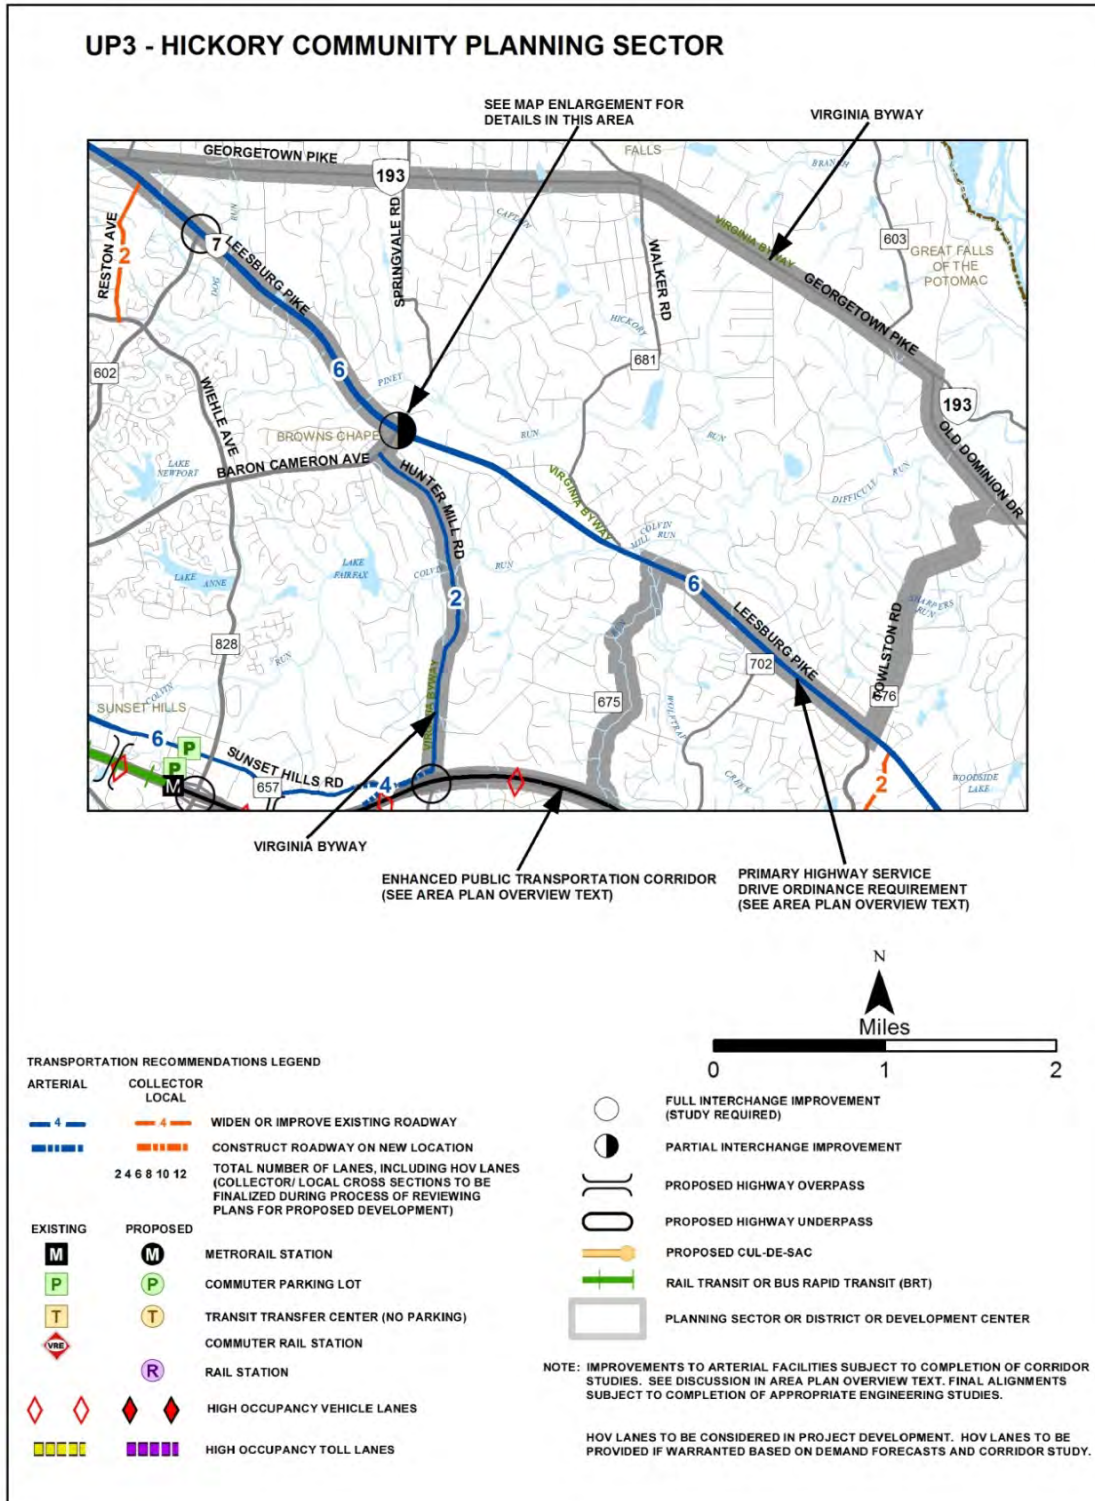 UP3 - HICKORY COMMUNITY PLANNING SECTOR
SEE MAP ENLARGEMENT FOR
DETAILS IN THIS AREA
VIRGINIA BYWAY
GEORGETOWN PIKE
193
FALLS
BRANCH
RESTON AVE
2
RUN
7
LEESBURG PIKE
DOG
SPRINGVALE RD
CAPTAIN
WALKER RD
VIRGINIA BYWAY
603
GREAT FALLS
OF THE
POTOMAC
GEORGETOWN PIKE
HICKORY
681
602
6
PINEY
WIEHLE AVE
193
OLD DOMINION DR
BROWNS CHAPE
RUN
RUN
BARON CAMERON AVE
LAKE
NEWPORT
HUNTER MILL RD
VIRGINIA BYWAY
DIFFICULT
RUN
COLVIN
MILL RUN
LAKE
ANNE
LAKE
FAIRFAX
COLVIN
RUN
2
6
LEESBURG PIKE
SHARPERS
RUN
RUN
828
RUN
702
TOWLSTON RD
676
COLVIN
SUNSET HILLS
675
WOLFTRAP
CREEK
6
P
P
M
SUNSET HILLS RD
657
4
2
WOODSIDE
LAKE
VIRGINIA BYWAY
ENHANCED PUBLIC TRANSPORTATION CORRIDOR
(SEE AREA PLAN OVERVIEW TEXT)
PRIMARY HIGHWAY SERVICE
DRIVE ORDINANCE REQUIREMENT
(SEE AREA PLAN OVERVIEW TEXT)
N
Miles
0 1 2
TRANSPORTATION RECOMMENDATIONS LEGEND
ARTERIAL COLLECTOR
LOCAL
4 4 WIDEN OR IMPROVE EXISTING ROADWAY
CONSTRUCT ROADWAY ON NEW LOCATION
2 4 6 8 10 12 TOTAL NUMBER OF LANES, INCLUDING HOV LANES
(COLLECTOR/ LOCAL CROSS SECTIONS TO BE
FINALIZED DURING PROCESS OF REVIEWING
PLANS FOR PROPOSED DEVELOPMENT)
EXISTING PROPOSED
M M METRORAIL STATION
P P COMMUTER PARKING LOT
T T TRANSIT TRANSFER CENTER (NO PARKING)
VRE COMMUTER RAIL STATION
R RAIL STATION
HIGH OCCUPANCY VEHICLE LANES
HIGH OCCUPANCY TOLL LANES
FULL INTERCHANGE IMPROVEMENT
(STUDY REQUIRED)
PARTIAL INTERCHANGE IMPROVEMENT
PROPOSED HIGHWAY OVERPASS
PROPOSED HIGHWAY UNDERPASS
PROPOSED CUL-DE-SAC
RAIL TRANSIT OR BUS RAPID TRANSIT (BRT)
PLANNING SECTOR OR DISTRICT OR DEVELOPMENT CENTER
NOTE: IMPROVEMENTS TO ARTERIAL FACILITIES SUBJECT TO COMPLETION OF CORRIDOR
STUDIES. SEE DISCUSSION IN AREA PLAN OVERVIEW TEXT. FINAL ALIGNMENTS
SUBJECT TO COMPLETION OF APPROPRIATE ENGINEERING STUDIES.
HOV LANES TO BE CONSIDERED IN PROJECT DEVELOPMENT. HOV LANES TO BE
PROVIDED IF WARRANTED BASED ON DEMAND FORECASTS AND CORRIDOR STUDY.